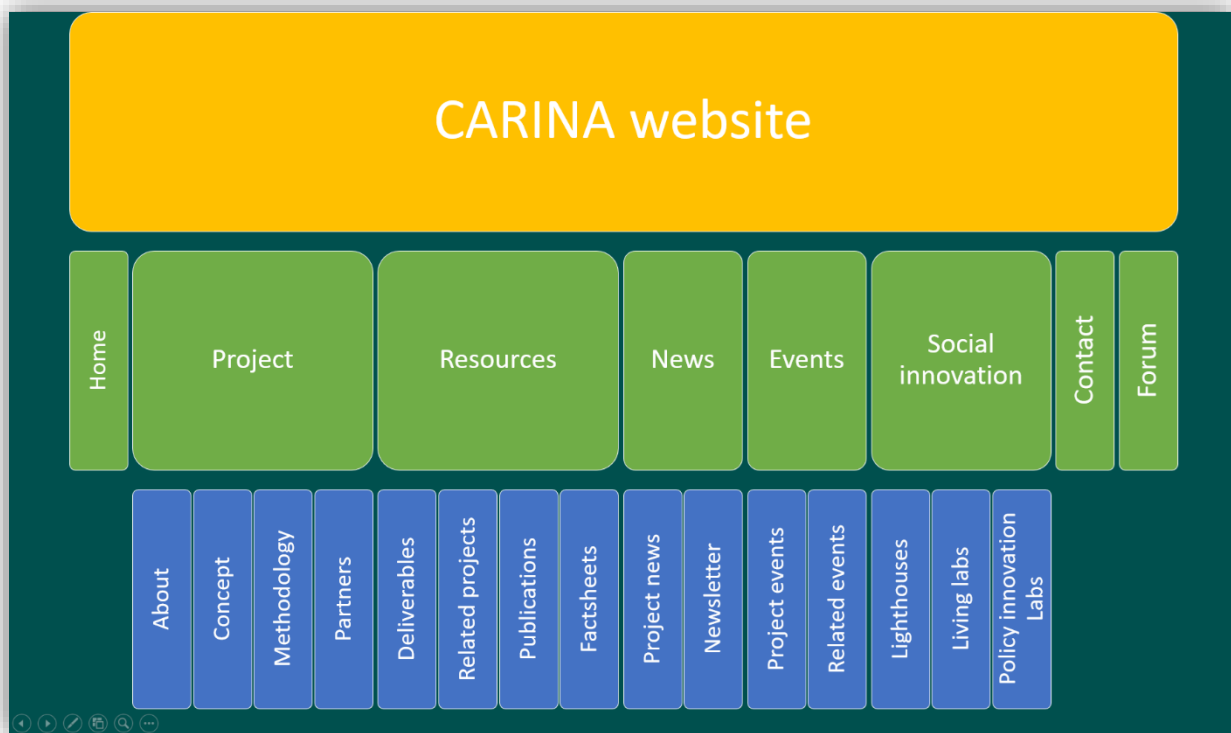 CARINA website
Home
Project
Resources
News
Events
Social
innovation
Contact
Forum
About
Concept
Methodology
Partners
Deliverables
Related projects
Publications
Factsheets
Project news
Newsletter
Project events
Related events
Lighthouses
Living labs
Policy innovation
Labs